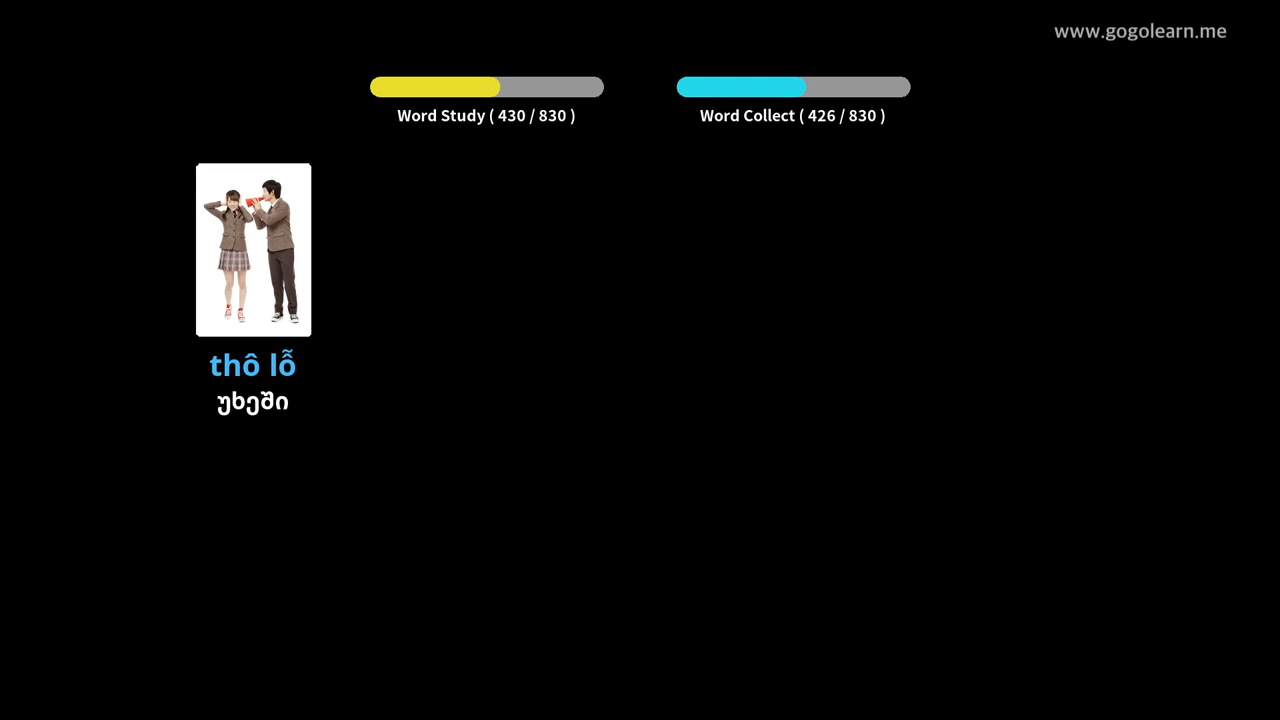 www.gogolearn.me
Word Study ( 430 / 830 )
Word Collect ( 426 / 830 )
thô lỗ
უხეში